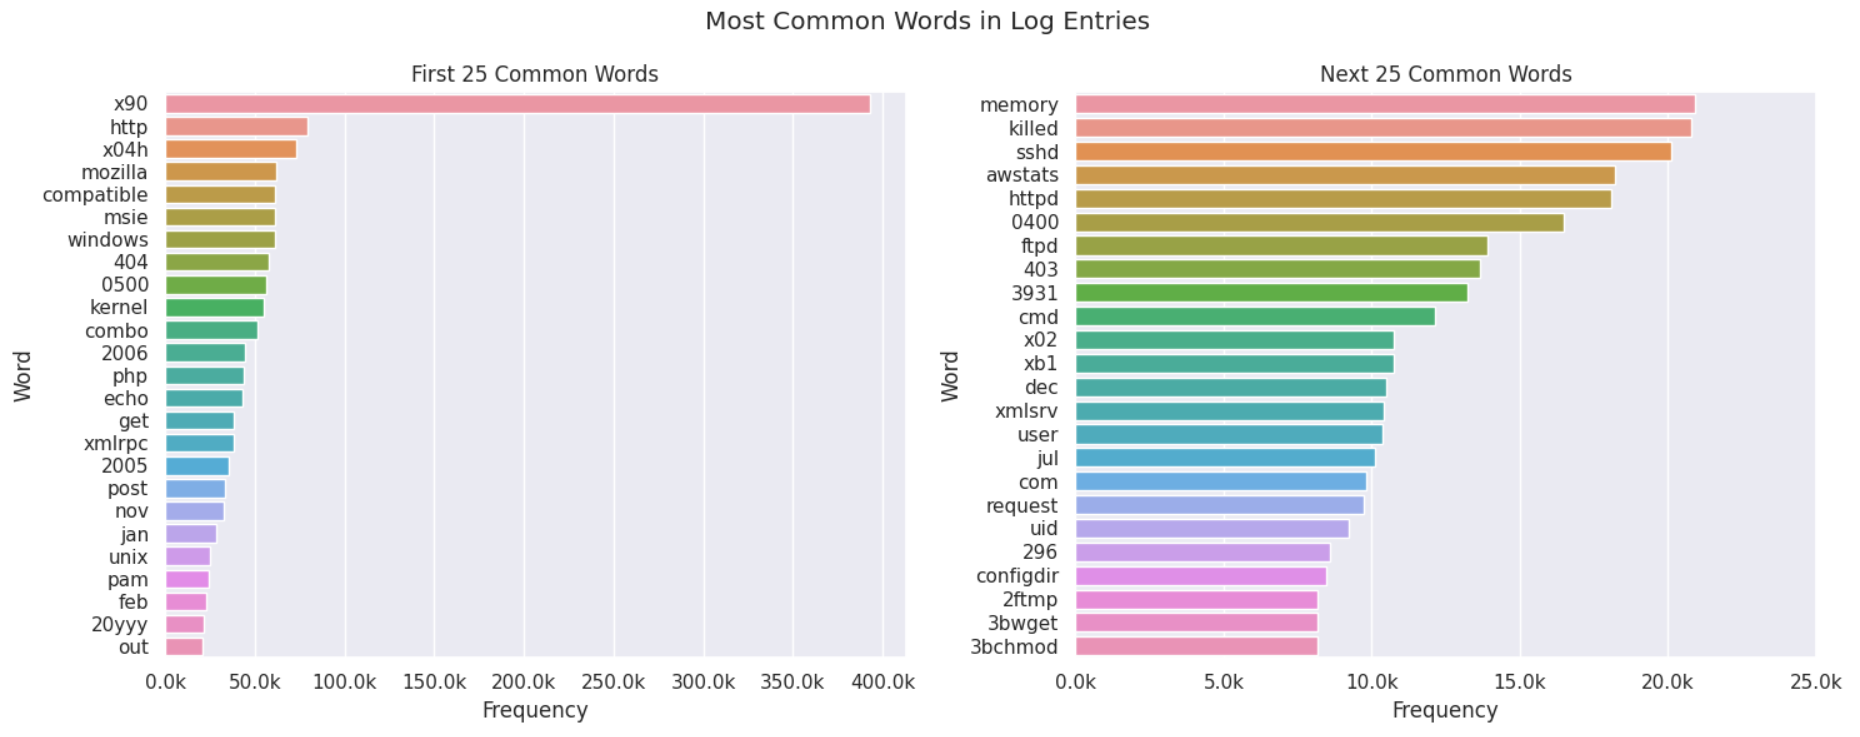 Most Common Words in Log Entries
First 25 Common Words
Word
x90
http
x04h
mozilla
compatible
msie
windows
404
0500
kernel
combo
2006
php
echo
get
xmlrpc
2005
post
nov
jan
unix
pam
feb
20yyy
out
0.0k 50.0k 100.0k 150.0k 200.0k 250.0k 300.0k 350.0k 400.0k
Frequency
Next 25 Common Words
Word
memory
killed
sshd
awstats
httpd
0400
ftpd
403
3931
cmd
x02
xb1
dec
xmlsrv
user
jul
com
request
uid
296
configdir
2ftmp
3bwget
3bchmod
0.0k 5.0k 10.0k 15.0k 20.0k 25.0k
Frequency